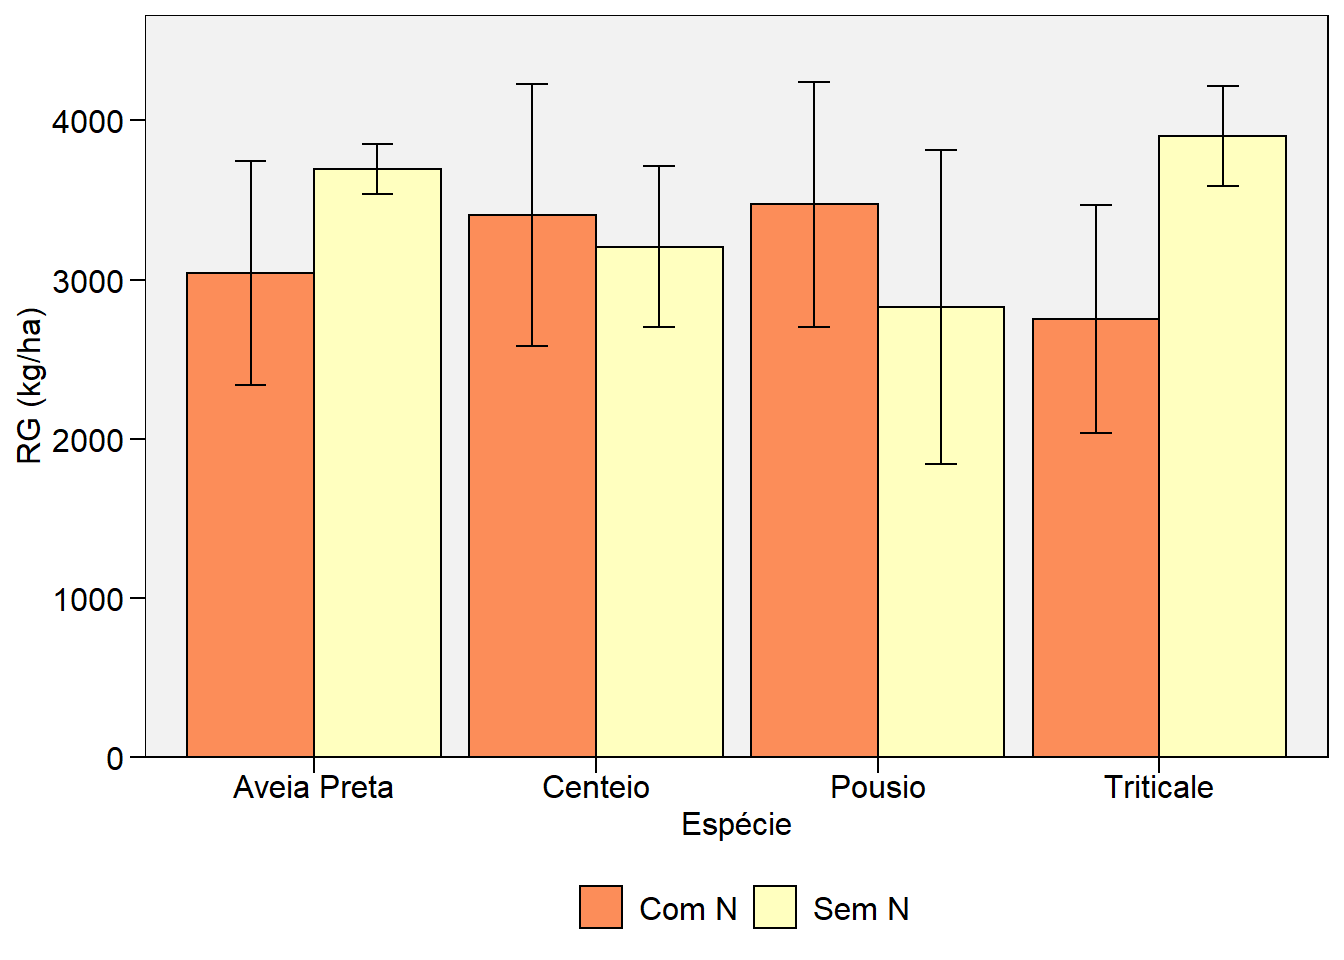 RG (kg/ha)
4000
3000
2000
1000
0
Aveia Preta Centeio Pousio Triticale
Espécie
Com N Sem N